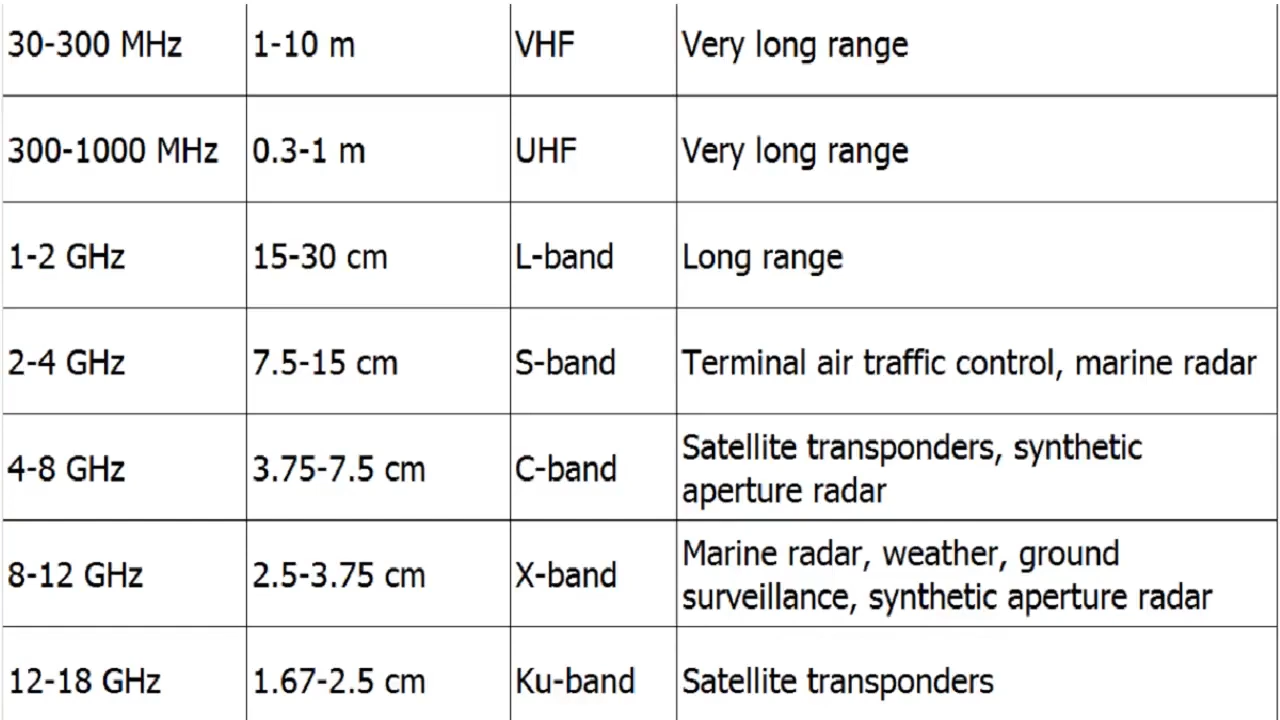 30-300 MHz 1-10 m VHF Very long range
300-1000 MHz 0.3-1 m UHF Very long range
1-2 GHz 15-30 cm L-band Long range
2-4 GHz 7.5-15 cm S-band Terminal air traffic control, marine radar
4-8 GHz 3.75-7.5 cm C-band Satellite transponders, synthetic
aperture radar
8-12 GHz 2.5-3.75 cm X-band Marine radar, weather, ground
surveillance, synthetic aperture radar
12-18 GHz 1.67-2.5 cm Ku-band Satellite transponders